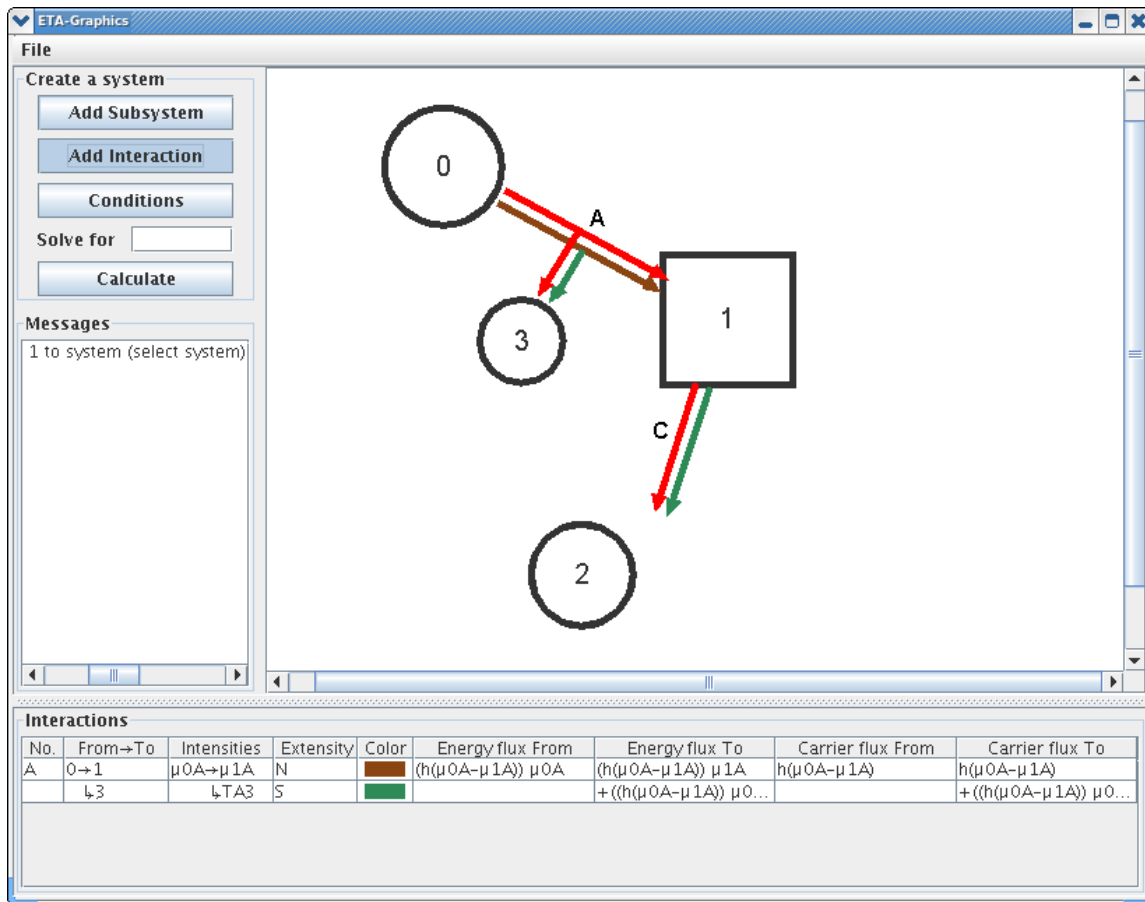 ETA-Graphics
File
Create a system
Add Subsystem
Add Interaction
Conditions
Solve for
Calculate
Messages
1 to system (select system)
0
A
1
3
C
2
Interactions
No. From→To Intensities Extensity Color Energy flux From Energy flux To Carrier flux From Carrier flux To
A 0→1 μ0A→μ1A N (h(μ0A-μ1A)) μ0A (h(μ0A-μ1A)) μ1A h(μ0A-μ1A) h(μ0A-μ1A)
↳3 ↳TA3 S +((h(μ0A-μ1A)) μ0... +((h(μ0A-μ1A)) μ0...